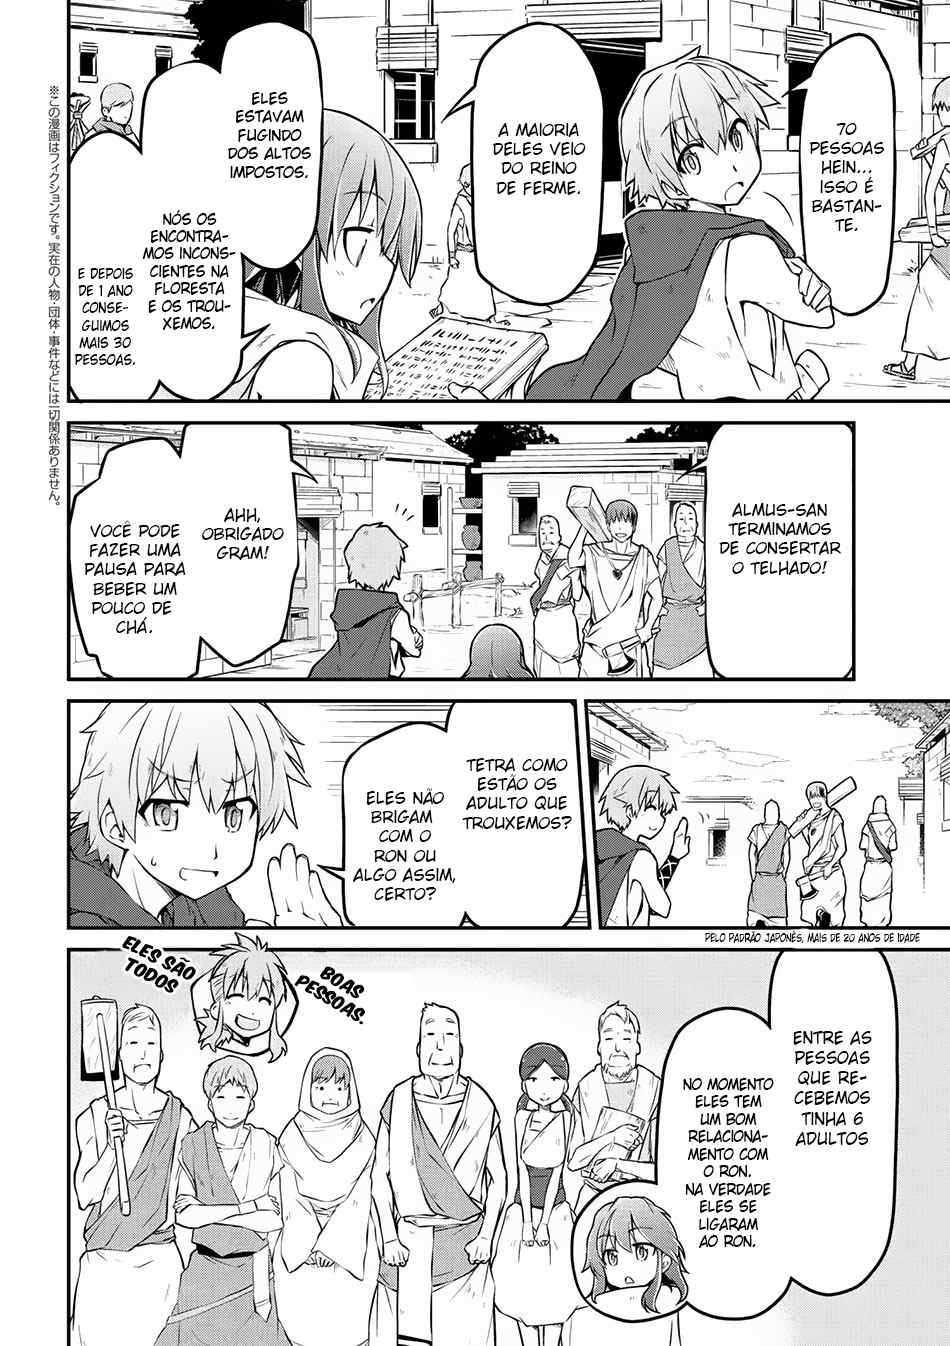 70
PESSOAS
HEIN...
ISSO É
BASTAN-
TE.
A MAIORIA
DELES VEIO
DO REINO
DE FERME.
ELES
ESTAVAM
FUGINDO
DOS ALTOS
IMPOSTOS.
NÓS OS
ENCONTRA-
MOS INCONS-
CIENTES NA
FLORESTA
E OS TROU-
XEMOS.
E DEPOIS
DE 1 ANO
CONSE-
GUIMOS
MAIS 30
PESSOAS.
※この漫画はフィクションです。実在の人物・団体・事件などには一切関係ありません。
ALMUS-SAN
TERMINAMOS
DE CONSERTAR
O TELHADO!
AHH,
OBRIGADO
GRAM!
VOCÊ PODE
FAZER UMA
PAUSA PARA
BEBER UM
POUCO DE
CHÁ.
TETRA COMO
ESTÃO OS
ADULTO QUE
TROUXEMOS?
ELES NÃO
BRIGAM
COM O
RON OU
ALGO ASSIM,
CERTO?
PELO PADRÃO JAPONÊS, MAIS DE 20 ANOS DE IDADE
ENTRE AS
PESSOAS
QUE RE-
CEBEMOS
TINHA 6
ADULTOS
NO MOMENTO
ELES TEM
UM BOM
RELACIONA-
MENTO COM
O RON.
NA VERDADE
ELES SE
LIGARAM
AO RON.
ELES SÃO
TODOS
BOAS
PESSOAS.